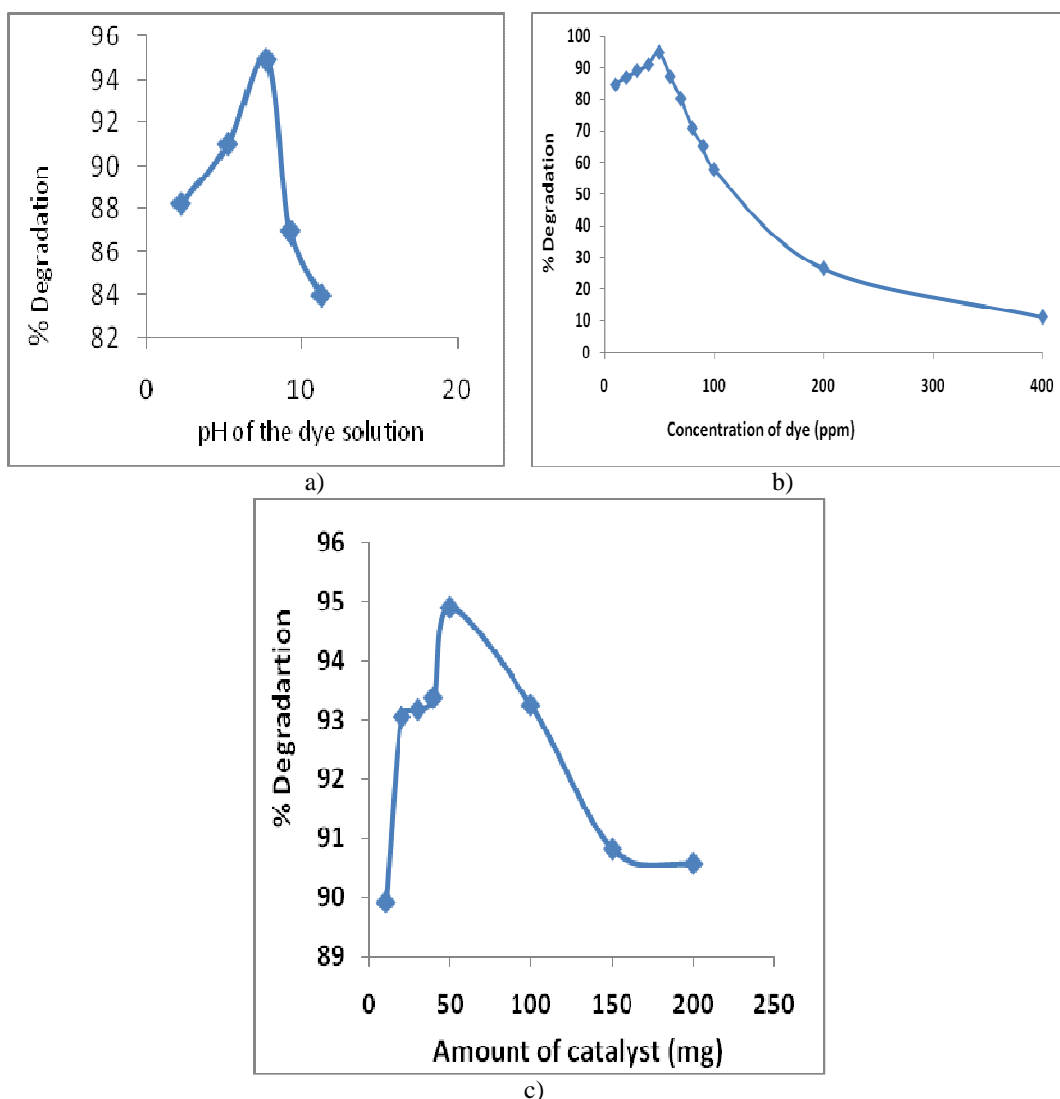 96
94
92
90
88
86
84
82
% Degradation
0 10 20
pH of the dye solution
a)
100
90
80
70
60
50
40
30
20
10
0
% Degradation
0 100 200 300 400
Concentration of dye (ppm)
b)
96
95
94
93
92
91
90
89
% Degradartion
0 50 100 150 200 250
Amount of catalyst (mg)
c)